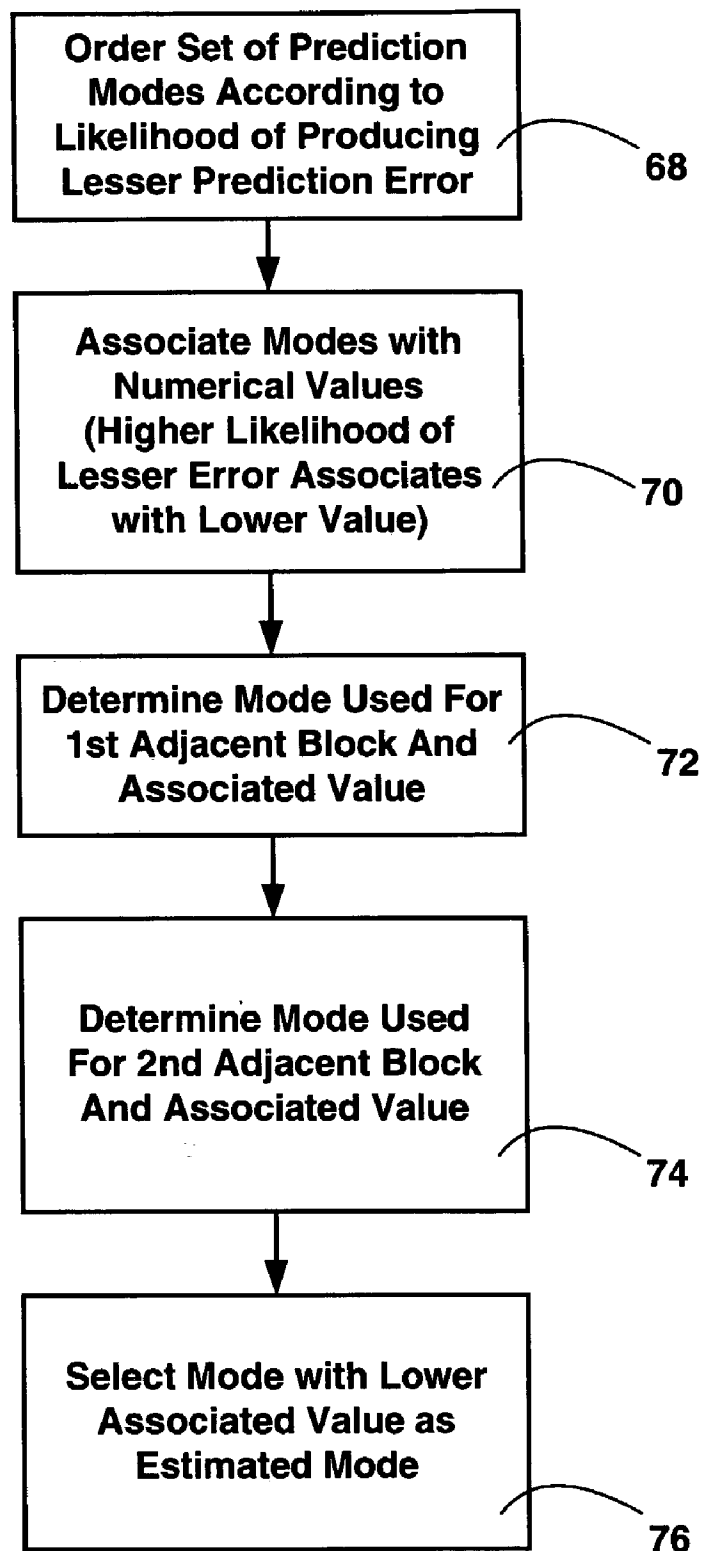 Order Set of Prediction
Modes According to
Likelihood of Producing
Lesser Prediction Error
68
Associate Modes with
Numerical Values
(Higher Likelihood of
Lesser Error Associates
with Lower Value)
70
Determine Mode Used For
1st Adjacent Block And
Associated Value
72
Determine Mode Used
For 2nd Adjacent Block
And Associated Value
74
Select Mode with Lower
Associated Value as
Estimated Mode
76